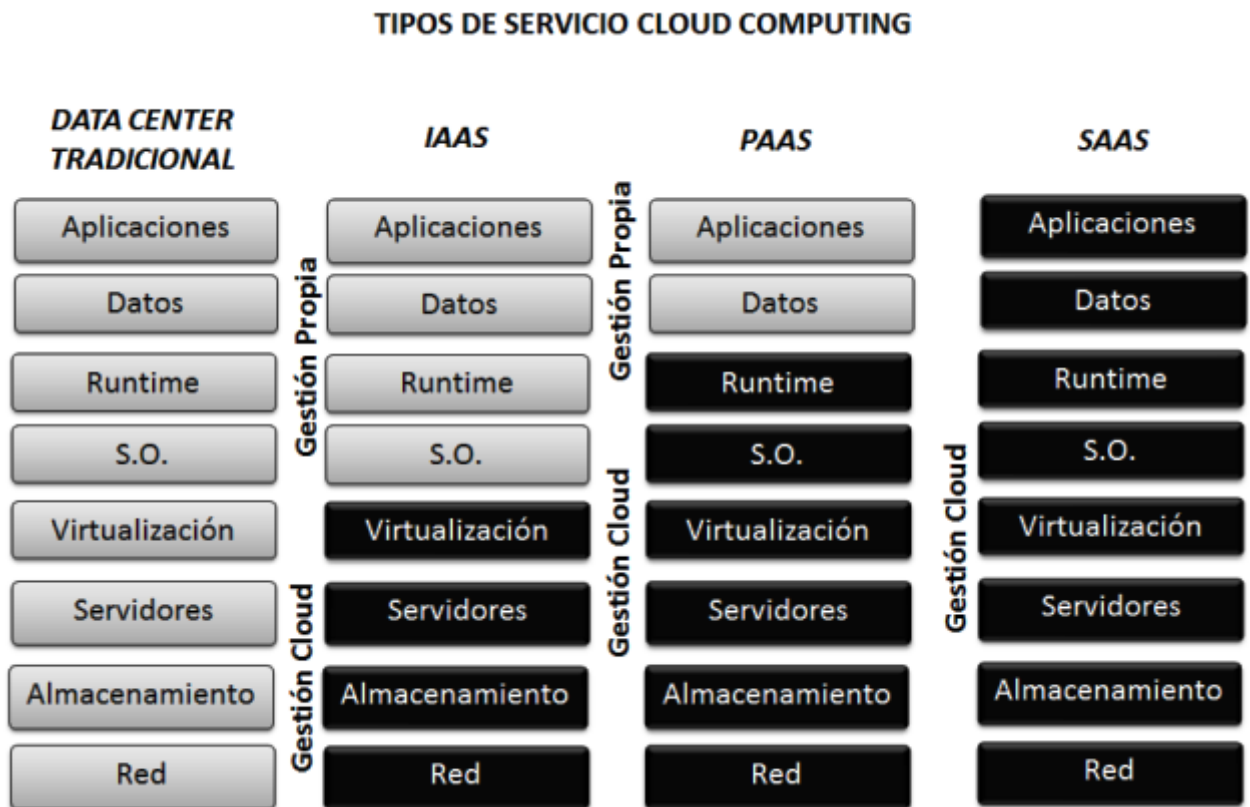 TIPOS DE SERVICIO CLOUD COMPUTING
DATA CENTER
TRADICIONAL
Aplicaciones
Datos
Runtime
S.O.
Virtualización
Servidores
Almacenamiento
Red
Gestión Propia
Gestión Cloud
IAAS
Aplicaciones
Datos
Runtime
S.O.
Virtualización
Servidores
Almacenamiento
Red
Gestión Propia
Gestión Cloud
PAAS
Aplicaciones
Datos
Runtime
S.O.
Virtualización
Servidores
Almacenamiento
Red
Gestión Cloud
SAAS
Aplicaciones
Datos
Runtime
S.O.
Virtualización
Servidores
Almacenamiento
Red